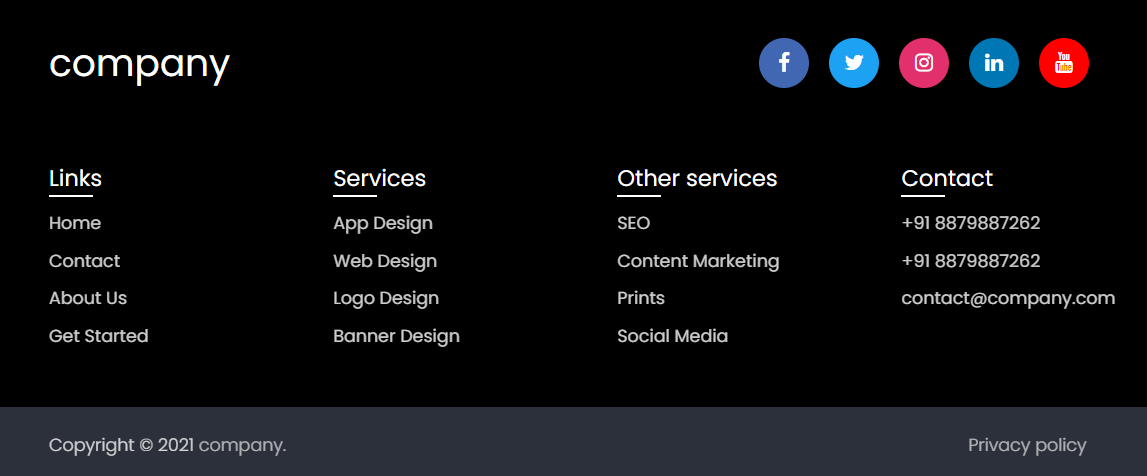 company
You
Tube
Links
Home
Contact
About Us
Get Started
Services
App Design
Web Design
Logo Design
Banner Design
Other services
SEO
Content Marketing
Prints
Social Media
Contact
+91 8879887262
+91 8879887262
contact@company.com
Copyright © 2021 company.
Privacy policy